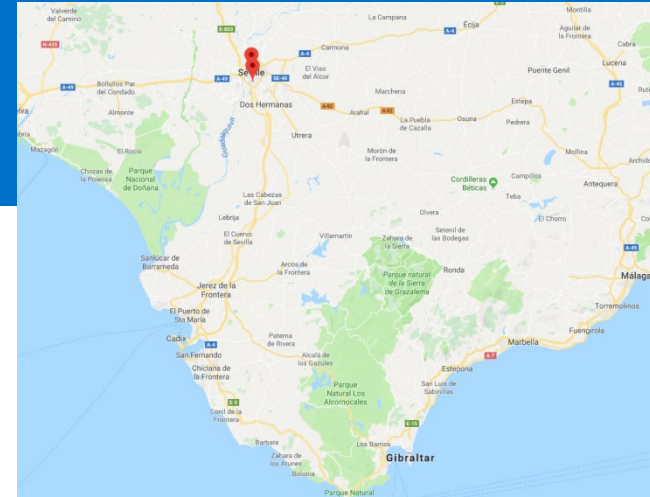 Valverde
del Camino
N-435
E-803
La Campana
Écija
A-4
Montilla
Aguilar de
la Frontera
Cabra
Lucena
A-4
Carmona
Seville
El Viso
del Alcor
A-49
SE-40
Puente Genil
A-45
A-49
Bollullos Par
del Condado
Dos Hermanas
Marchena
Estepa
Almonte
A-92
Arahal
A-92
La Puebla
de Cazalla
Osuna
Pedrera
Utrera
Guadalquivir
Mazagón
El Rocío
Morón de
la Frontera
Mollina
Chozas de
Parque
Nacional
de Doñana
Cordilleras
Béticas
Campillos
Antequera
Teba
Las Cabezas
de San Juan
Lebrija
Olvera
El Chorro
El Cuervo
de Sevilla
Villamartín
Zahara de
la Sierra
Setenil de
las Bodegas
A-45
Sanlúcar de
Barrameda
Arcos de
la Frontera
Parque natural
de la Sierra
de Grazalema
Ronda
Málaga
Jerez de la
Frontera
Torremolinos
El Puerto de
Sta María
Fuengirola
Cádiz
A-4
Paterna
de Rivera
Marbella
San Fernando
Alcalá de
los Gazules
A-7
Chiclana de
la Frontera
Estepona
Parque
Natural Los
Alcornocales
San Luis de
Sabinillas
E-5
Conil de la
Frontera
E-15
Barbate
Los Barrios
Zahara de
los Atunes
Gibraltar
Bolonia
Parque Natural